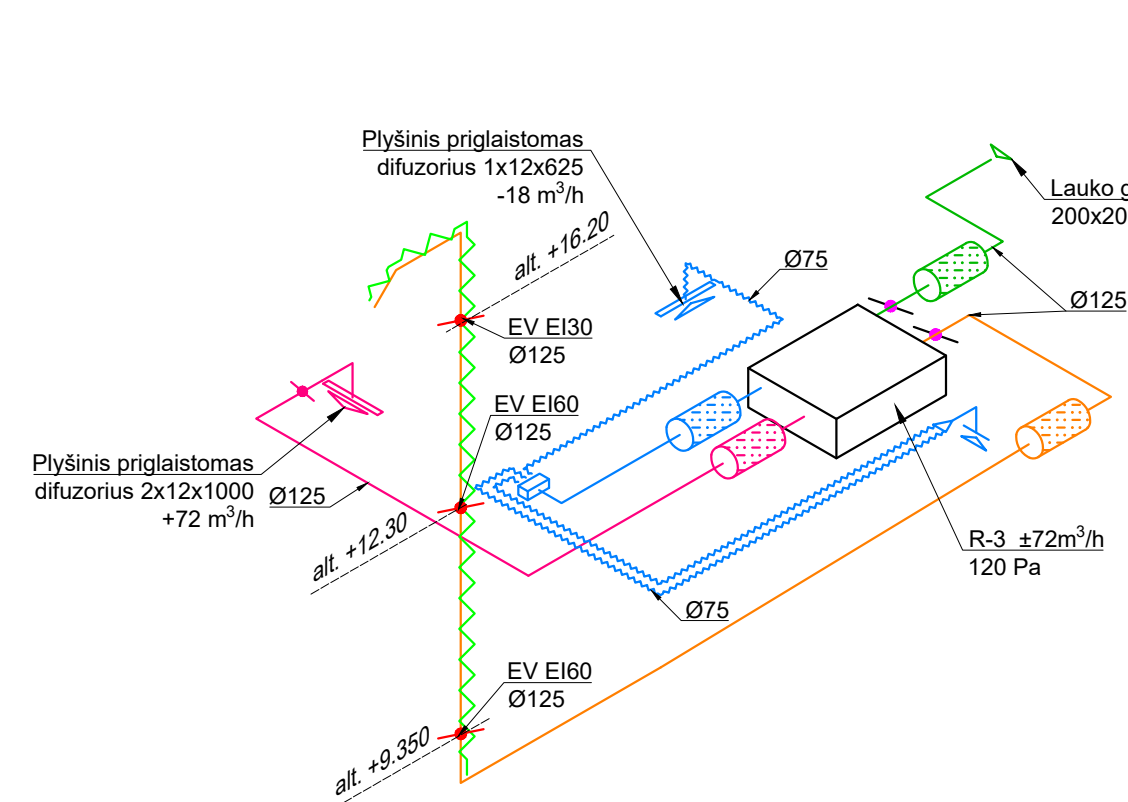 Plyšinis priglaistomas
difuzorius 1x12x625
-18 m³/h
alt. +16.20
Ø75
Lauko g
200x20
Ø125
EV EI30
Ø125
EV EI60
Ø125
Plyšinis priglaistomas
difuzorius 2x12x1000
+72 m³/h
Ø125
alt. +12.30
R-3 ±72m³/h
120 Pa
Ø75
EV EI60
Ø125
alt. +9.350